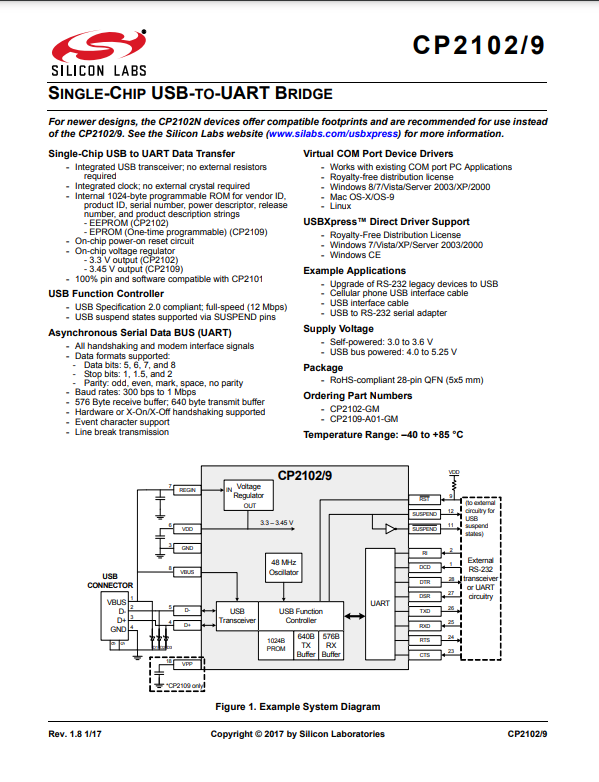 SILICON LABS
CP2102/9
SINGLE-CHIP USB-TO-UART BRIDGE
For newer designs, the CP2102N devices offer compatible footprints and are recommended for use instead
of the CP2102/9. See the Silicon Labs website (www.silabs.com/usbxpress) for more information.
Single-Chip USB to UART Data Transfer
- Integrated USB transceiver; no external resistors
required
- Integrated clock; no external crystal required
- Internal 1024-byte programmable ROM for vendor ID,
product ID, serial number, power descriptor, release
number, and product description strings
- EEPROM (CP2102)
- EPROM (One-time programmable) (CP2109)
- On-chip power-on reset circuit
- On-chip voltage regulator
- 3.3 V output (CP2102)
- 3.45 V output (CP2109)
- 100% pin and software compatible with CP2101
USB Function Controller
- USB Specification 2.0 compliant; full-speed (12 Mbps)
- USB suspend states supported via SUSPEND pins
Asynchronous Serial Data BUS (UART)
- All handshaking and modem interface signals
- Data formats supported:
- Data bits: 5, 6, 7, and 8
- Stop bits: 1, 1.5, and 2
- Parity: odd, even, mark, space, no parity
- Baud rates: 300 bps to 1 Mbps
- 576 Byte receive buffer; 640 byte transmit buffer
- Hardware or X-On/X-Off handshaking supported
- Event character support
- Line break transmission
Virtual COM Port Device Drivers
- Works with existing COM port PC Applications
- Royalty-free distribution license
- Windows 8/7/Vista/Server 2003/XP/2000
- Mac OS-X/OS-9
- Linux
USBXpress™ Direct Driver Support
- Royalty-Free Distribution License
- Windows 7/Vista/XP/Server 2003/2000
- Windows CE
Example Applications
- Upgrade of RS-232 legacy devices to USB
- Cellular phone USB interface cable
- USB interface cable
- USB to RS-232 serial adapter
Supply Voltage
- Self-powered: 3.0 to 3.6 V
- USB bus powered: 4.0 to 5.25 V
Package
- RoHS-compliant 28-pin QFN (5x5 mm)
Ordering Part Numbers
- CP2102-GM
- CP2109-A01-GM
Temperature Range: –40 to +85 °C
CP2102/9
7 REGIN
IN Voltage
Regulator
OUT
3.3 – 3.45 V
6 VDD
3 GND
8 VBUS
48 MHz
Oscillator
USB
CONNECTOR
VBUS 1
D- 2
D+ 3
GND 4
5 D-
4 D+
USB
Transceiver
USB Function
Controller
1024B
PROM
640B
TX
Buffer
576B
RX
Buffer
UART
18 VPP
*CP2109 only
VDD
RST 9
SUSPEND 12
SUSPEND 11
(to external
circuitry for
USB
suspend
states)
RI 2
DCD 1
DTR 28
DSR 27
TXD 26
RXD 25
RTS 24
CTS 23
External
RS-232
transceiver
or UART
circuitry
Figure 1. Example System Diagram
Rev. 1.8 1/17
Copyright © 2017 by Silicon Laboratories
CP2102/9